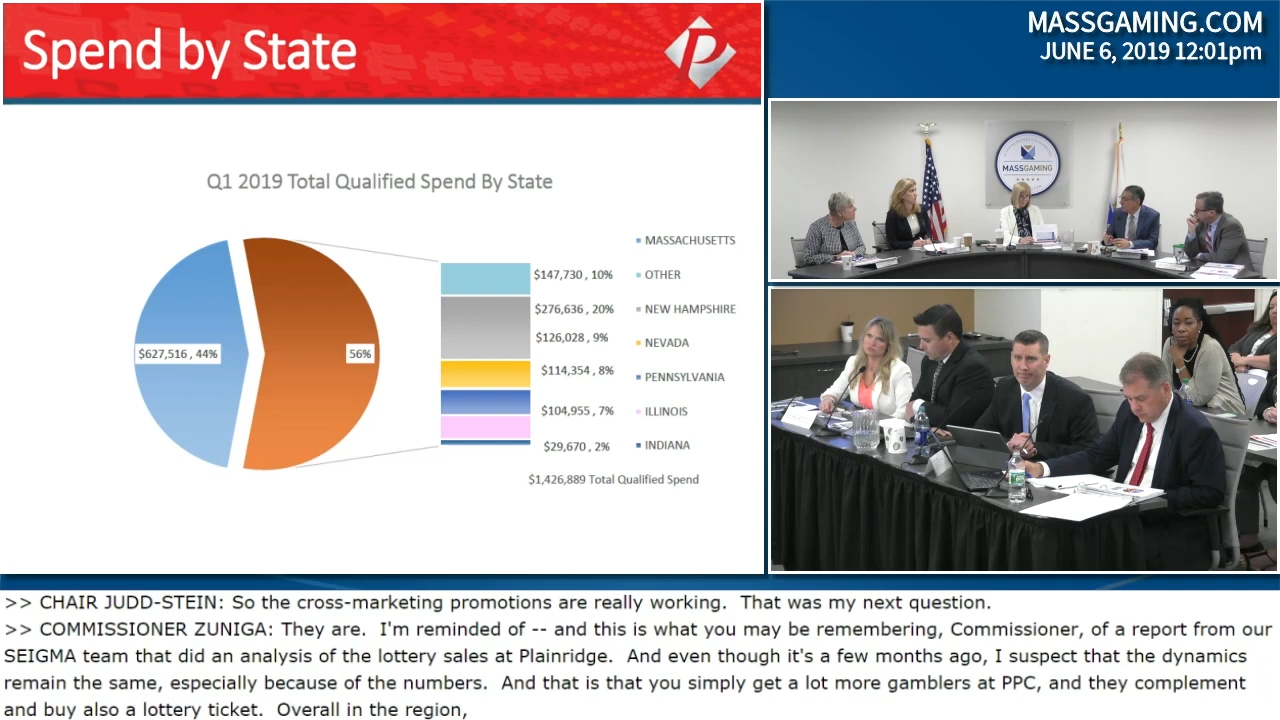 Spend by State
MASSGAMING.COM
JUNE 6, 2019 12:01pm
Q1 2019 Total Qualified Spend By State
$627,516 , 44%
56%
$147,730 , 10%
$276,636 , 20%
$126,028 , 9%
$114,354 , 8%
$104,955 , 7%
$29,670 , 2%
MASSACHUSETTS
OTHER
NEW HAMPSHIRE
NEVADA
PENNSYLVANIA
ILLINOIS
INDIANA
$1,426,889 Total Qualified Spend
MASSGAMING
>> CHAIR JUDD-STEIN: So the cross-marketing promotions are really working. That was my next question.
>> COMMISSIONER ZUNIGA: They are. I'm reminded of -- and this is what you may be remembering, Commissioner, of a report from our
SEIGMA team that did an analysis of the lottery sales at Plainridge. And even though it's a few months ago, I suspect that the dynamics
remain the same, especially because of the numbers. And that is that you simply get a lot more gamblers at PPC, and they complement
and buy also a lottery ticket. Overall in the region,